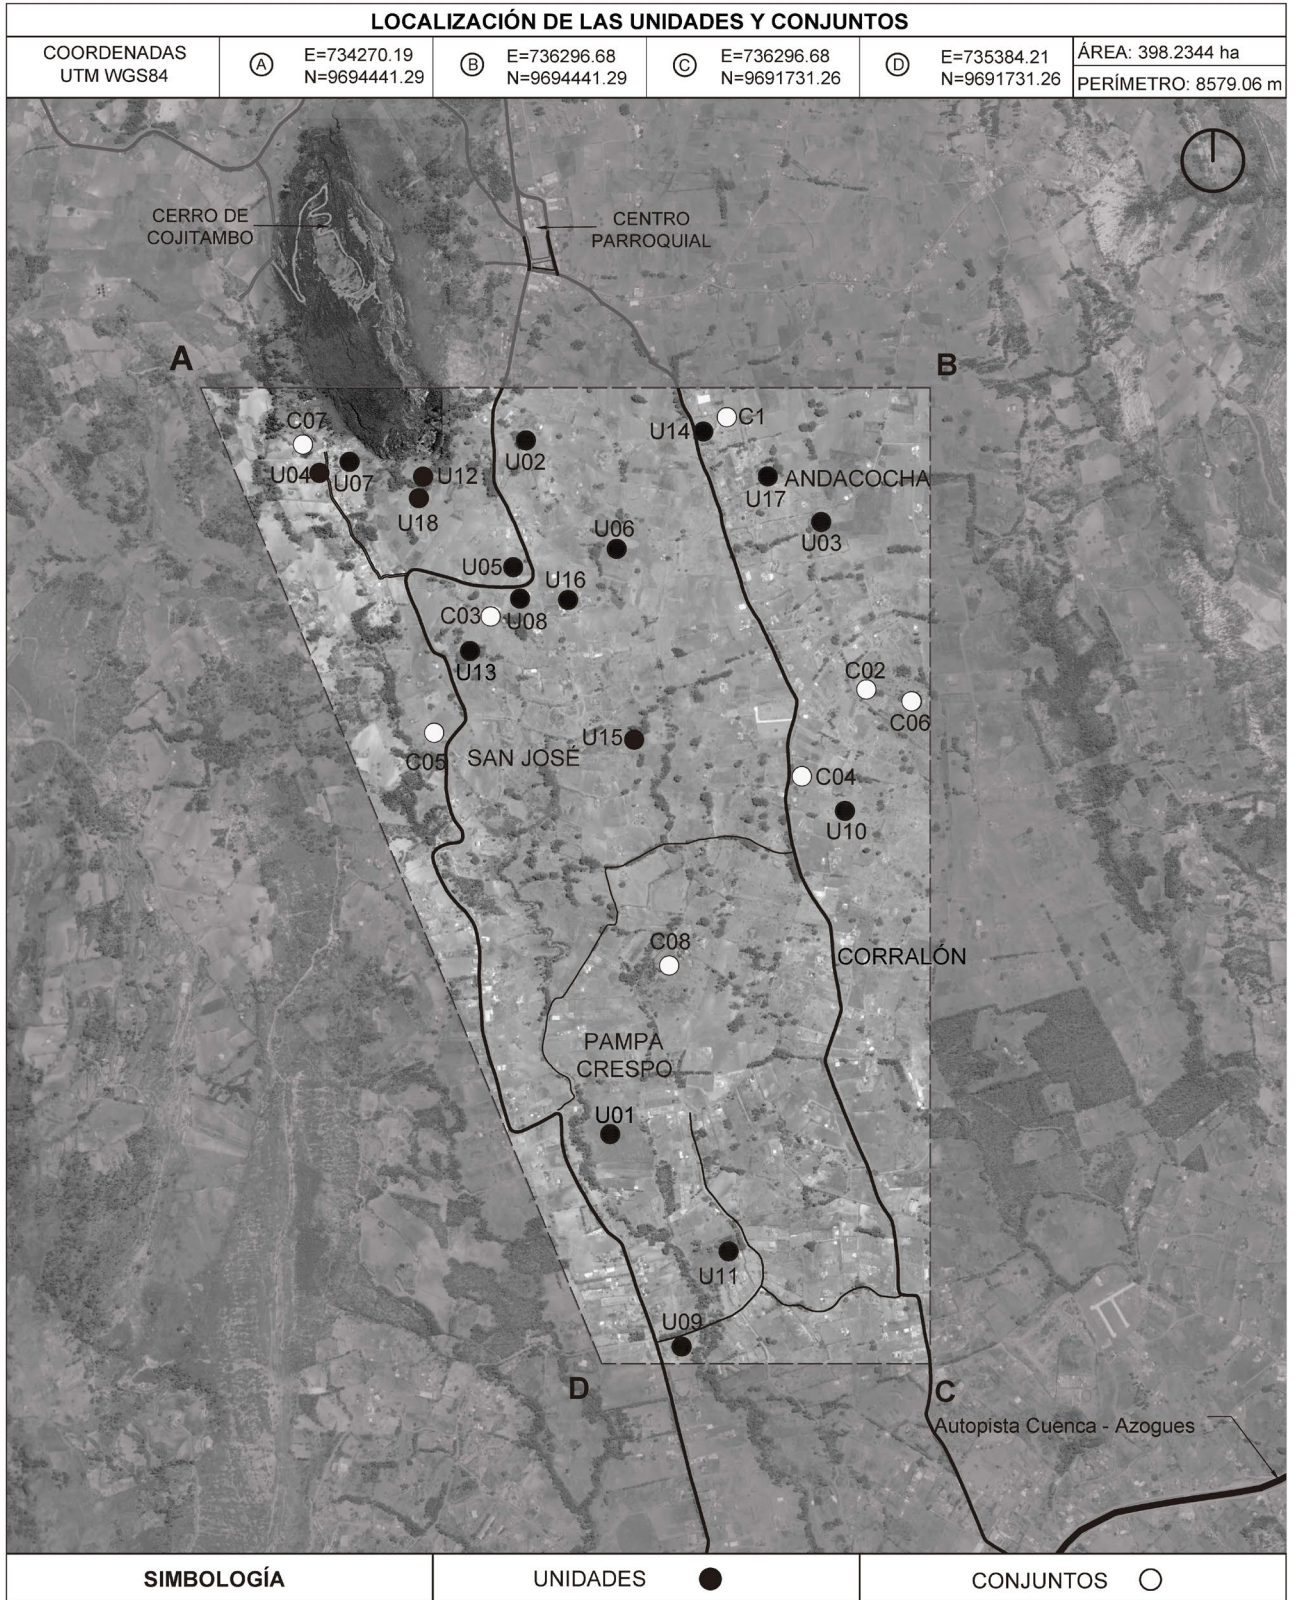 LOCALIZACIÓN DE LAS UNIDADES Y CONJUNTOS
COORDENADAS
UTM WGS84
A
E=734270.19
N=9694441.29
B
E=736296.68
N=9694441.29
C
E=736296.68
N=9691731.26
D
E=735384.21
N=9691731.26
ÁREA: 398.2344 ha
PERÍMETRO: 8579.06 m
CERRO DE
COJITAMBO
CENTRO
PARROQUIAL
A
B
C07
C1
U14
U02
U04
U07
U12
U17
ANDACOCHA
U18
U03
U06
U05
U16
C03
U08
U13
C02
C06
U15
SAN JOSÉ
C05
C04
U10
C08
CORRALÓN
PAMPA
CRESPO
U01
U11
U09
D
C
Autopista Cuenca - Azogues
SIMBOLOGÍA
UNIDADES
CONJUNTOS